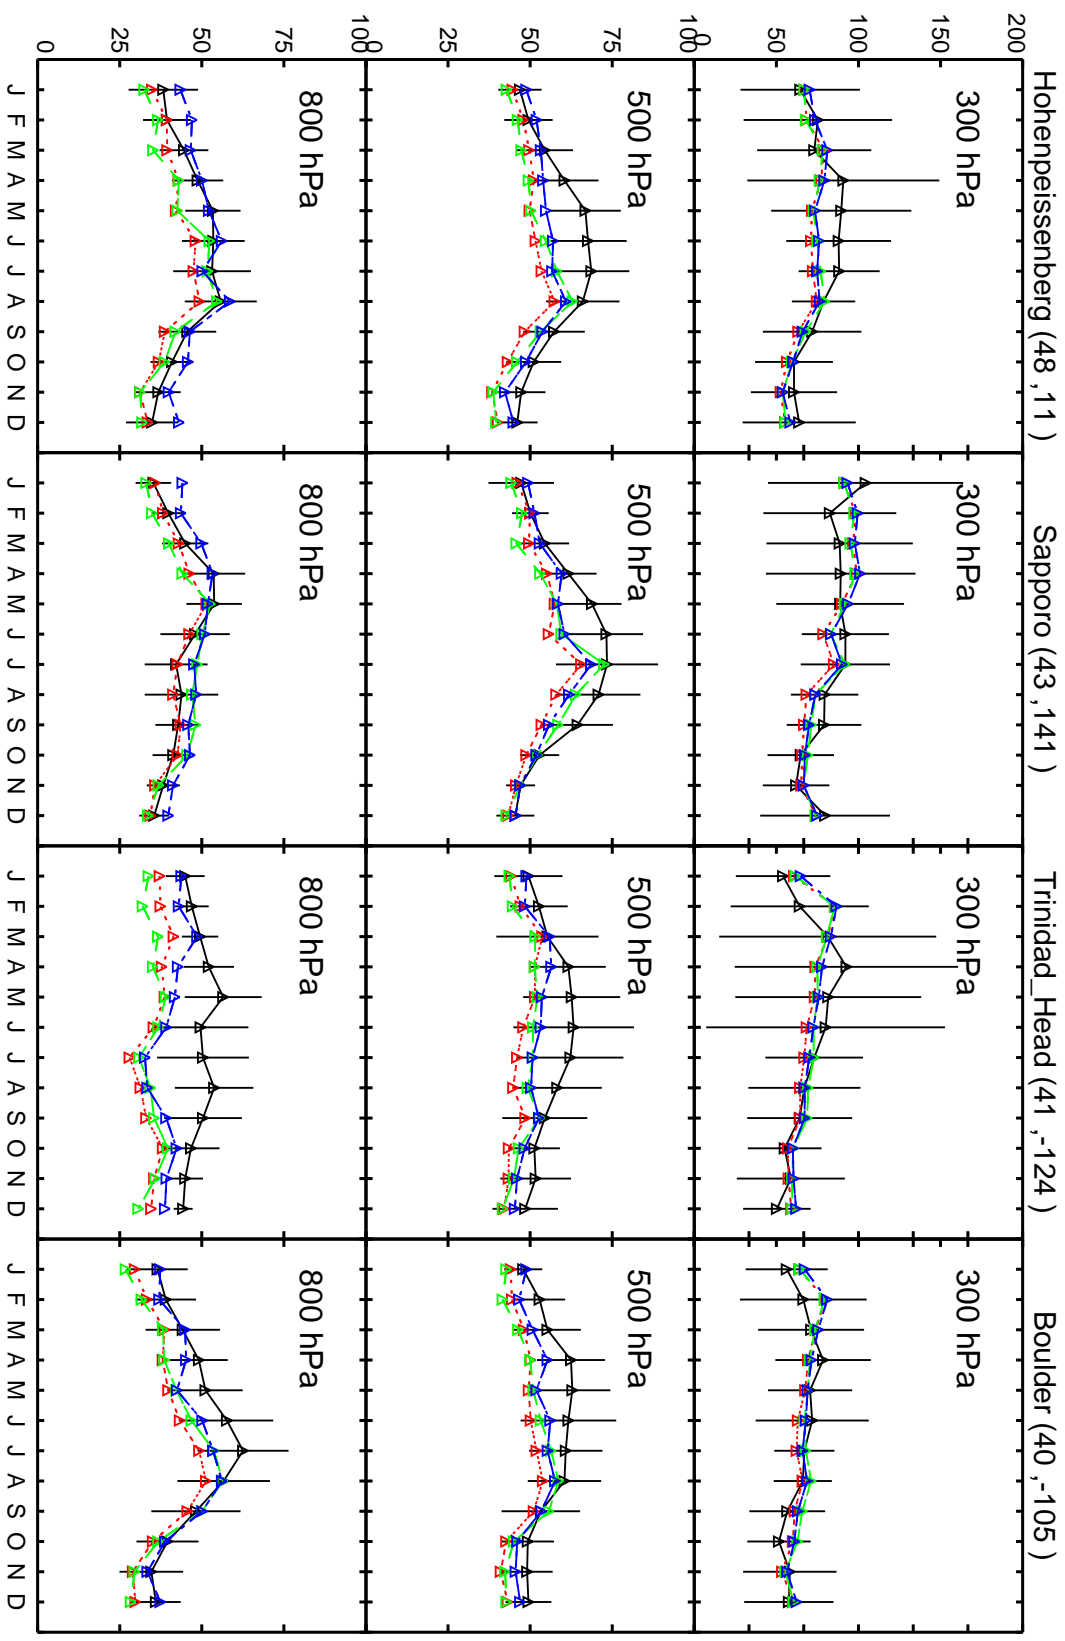 Hohenpeissenberg (48 ,11 )
Sapporo (43 ,141 )
Trinidad_Head (41 ,-124 )
Boulder (40 ,-105 )
200
150
100
50
0
300 hPa
300 hPa
300 hPa
300 hPa
100
75
50
25
0
500 hPa
500 hPa
500 hPa
500 hPa
100
75
50
25
0
800 hPa
800 hPa
800 hPa
800 hPa
J F M A M J J A S O N D
J F M A M J J A S O N D
J F M A M J J A S O N D
J F M A M J J A S O N D